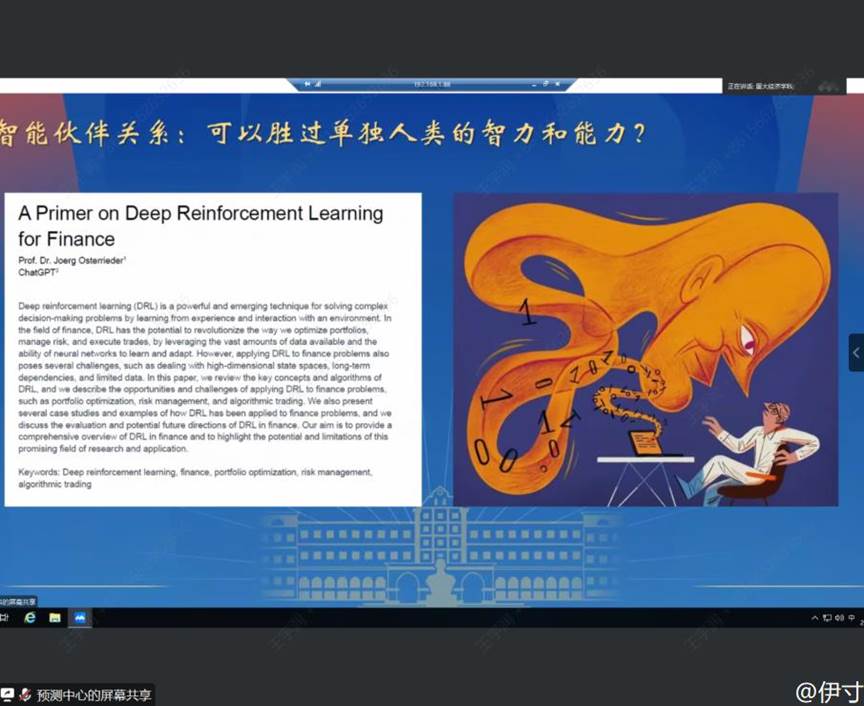 192.168.1.86
智能伙伴关系：可以胜过单独人类的智力和能力？
A Primer on Deep Reinforcement Learning
for Finance
Prof. Dr. Joerg Osterrieder¹
ChatGPT²
Deep reinforcement learning (DRL) is a powerful and emerging technique for solving complex
decision-making problems by learning from experience and interaction with an environment. In
the field of finance, DRL has the potential to revolutionize the way we optimize portfolios,
manage risk, and execute trades, by leveraging the vast amounts of data available and the
ability of neural networks to learn and adapt. However, applying DRL to finance problems also
poses several challenges, such as dealing with high-dimensional state spaces, long-term
dependencies, and limited data. In this paper, we review the key concepts and algorithms of
DRL, and we describe the opportunities and challenges of applying DRL to finance problems,
such as portfolio optimization, risk management, and algorithmic trading. We also present
several case studies and examples of how DRL has been applied to finance problems, and we
discuss the evaluation and potential future directions of DRL in finance. Our aim is to provide a
comprehensive overview of DRL in finance and to highlight the potential and limitations of this
promising field of research and application.
Keywords: Deep reinforcement learning, finance, portfolio optimization, risk management,
algorithmic trading
的屏幕共享
中
预测中心的屏幕共享
@伊寸